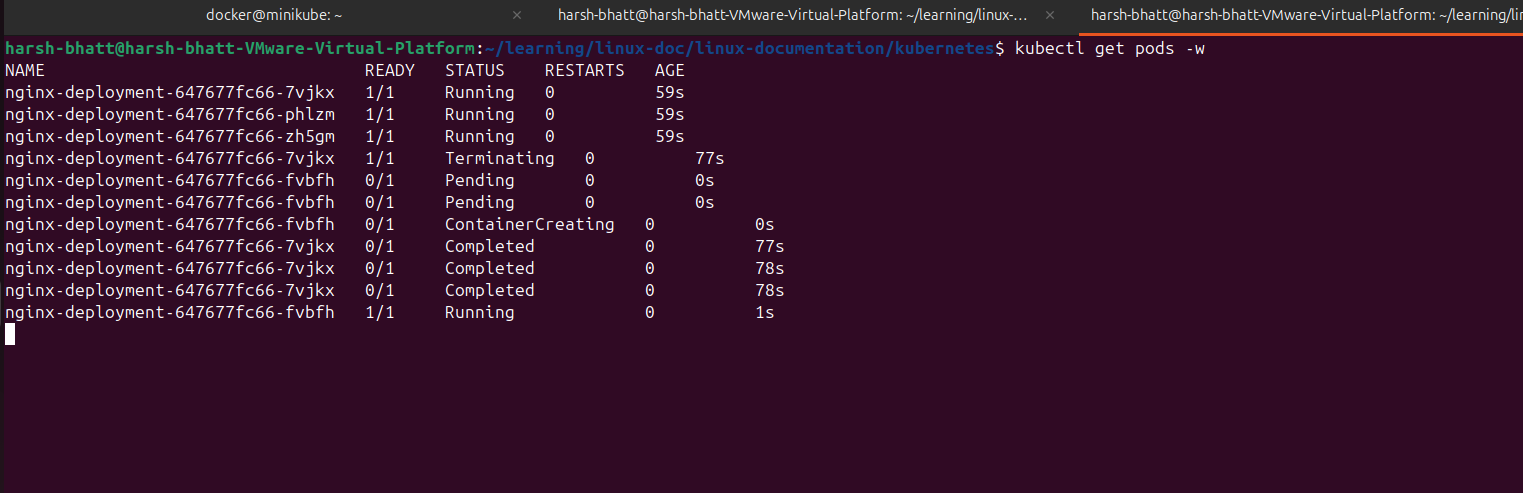 docker@minikube: ~ × harsh-bhatt@harsh-bhatt-VMware-Virtual-Platform: ~/learning/linux-... × harsh-bhatt@harsh-bhatt-VMware-Virtual-Platform: ~/learning/li
harsh-bhatt@harsh-bhatt-VMware-Virtual-Platform:~/learning/linux-doc/linux-documentation/kubernetes$ kubectl get pods -w
NAME                                READY   STATUS    RESTARTS   AGE
nginx-deployment-647677fc66-7vjkx   1/1     Running   0          59s
nginx-deployment-647677fc66-phlzm   1/1     Running   0          59s
nginx-deployment-647677fc66-zh5gm   1/1     Running   0          59s
nginx-deployment-647677fc66-7vjkx   1/1     Terminating   0          77s
nginx-deployment-647677fc66-fvbfh   0/1     Pending       0          0s
nginx-deployment-647677fc66-fvbfh   0/1     Pending       0          0s
nginx-deployment-647677fc66-fvbfh   0/1     ContainerCreating   0          0s
nginx-deployment-647677fc66-7vjkx   0/1     Completed           0          77s
nginx-deployment-647677fc66-7vjkx   0/1     Completed           0          78s
nginx-deployment-647677fc66-7vjkx   0/1     Completed           0          78s
nginx-deployment-647677fc66-fvbfh   1/1     Running             0          1s